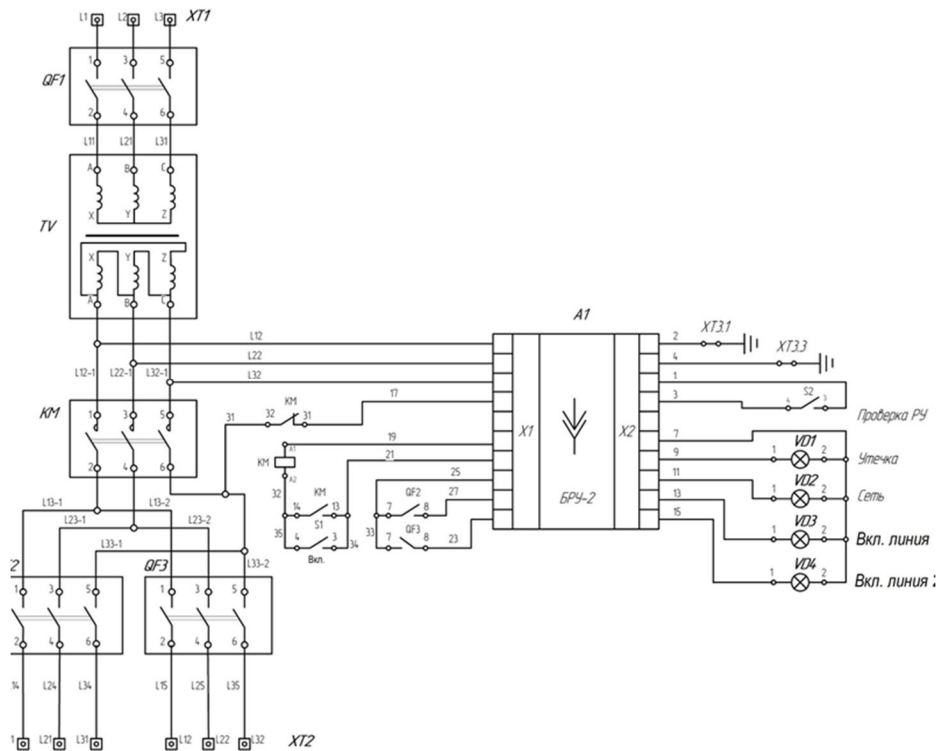 L1 L2 L3 XT1
1 3 5
QF1
2 4 6
L11 L21 L31
A B C
X Y Z
TV
X Y Z
A B C
A1
L12 2 XT3.1
L22 4 XT3.3
L12-1 L22-1 L32-1 L32 1
KM 31 32 KM 31 17 3 4 S2 3
Проверка РУ
1 3 5 X1 X2
2 4 6
19 7
KM A1 A2 21 9 1 VD1 2 Утечка
25 11 1 VD2 2 Сеть
L13-1 L13-2 32 14 KM 13 7 QF2 8 27 БРУ-2 13
L23-1 L23-2 35 4 S1 3 34 33 7 QF3 8 23 15 1 VD3 2 Вкл. линия
Вкл.
L33-1 L33-2
QF3 1 VD4 2 Вкл. линия
1 3 5 1 3 5
2 4 6 2 4 6
L24 L34 L15 L25 L35
L21 L31 L12 L22 L32 XT2